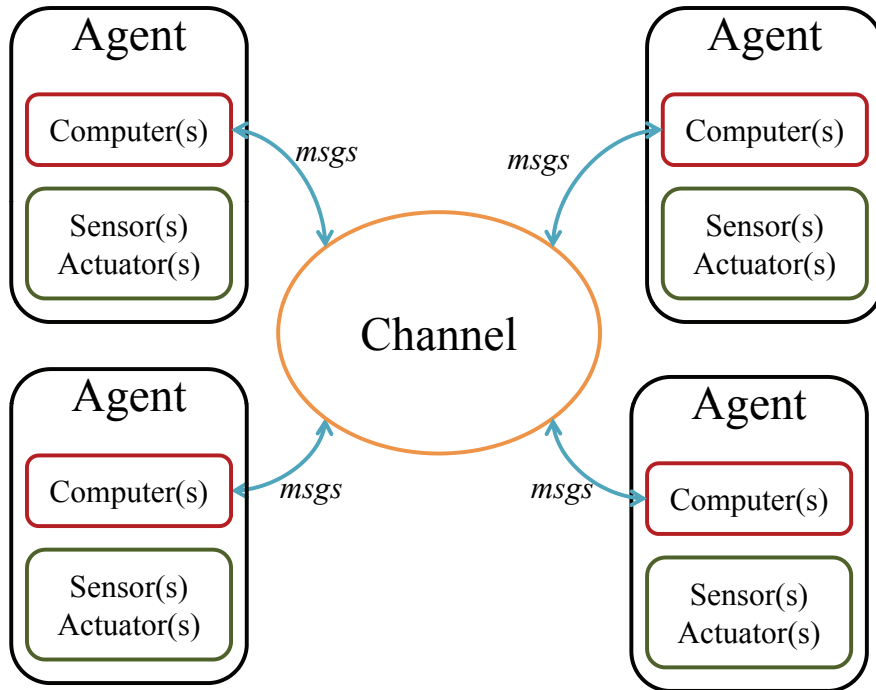 Agent
Computer(s)
Sensor(s)
Actuator(s)
msgs
Agent
Computer(s)
Sensor(s)
Actuator(s)
msgs
Channel
Agent
Computer(s)
Sensor(s)
Actuator(s)
msgs
Agent
Computer(s)
Sensor(s)
Actuator(s)
msgs